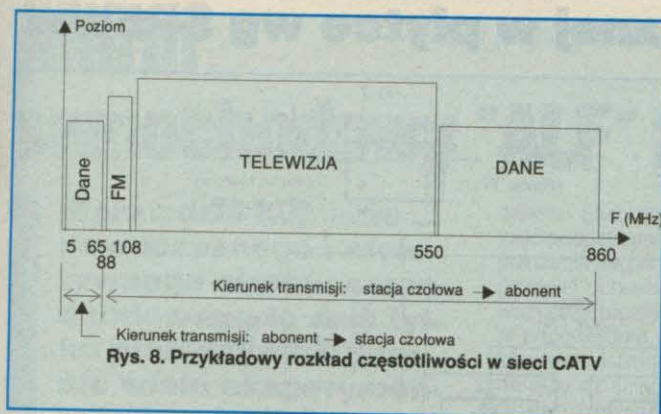 Poziom
Dane
FM
TELEWIZJA
DANE
F (MHz)
5 65 108 550 860
88
Kierunek transmisji: stacja czołowa → abonent
Kierunek transmisji: abonent → stacja czołowa
Rys. 8. Przykładowy rozkład częstotliwości w sieci CATV